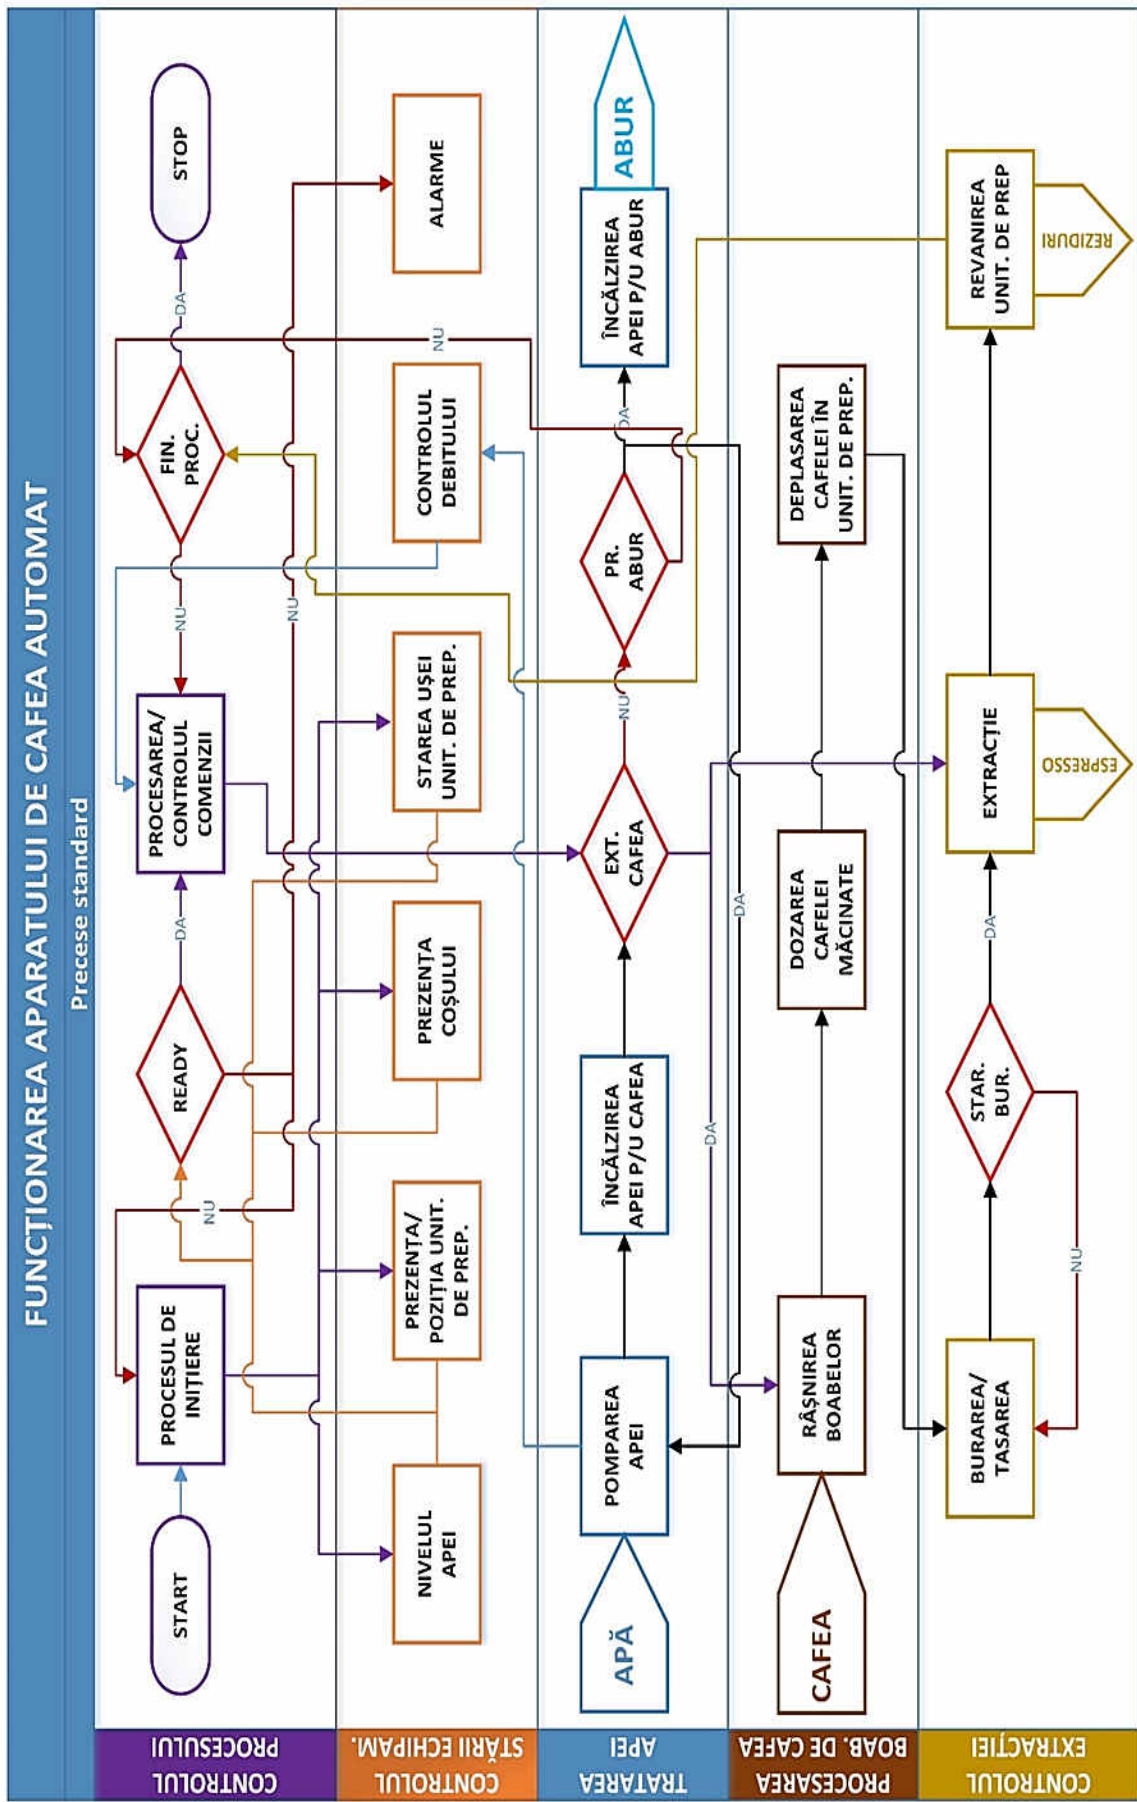 FUNCȚIONAREA APARATULUI DE CAFEA AUTOMAT
Precese standard
CONTROLUL
PROCESULUI
START
PROCESUL DE
INIȚIERE
NU
READY
DA
PROCESAREA/
CONTROLUL
COMENZII
NU
NU
FIN.
PROC.
DA
STOP
CONTROLUL
STĂRII ECHIPAM.
NIVELUL
APEI
PREZENȚA/
POZIȚIA UNIT.
DE PREP.
PREZENȚA
COȘULUI
STAREA UȘEI
UNIT. DE PREP.
CONTROLUL
DEBITULUI
NU
ALARME
TRATAREA
APEI
APĂ
POMPAREA
APEI
ÎNCĂLZIREA
APEI P/U CAFEA
EXT.
CAFEA
NU
PR.
ABUR
DA
ÎNCĂLZIREA
APEI P/U ABUR
ABUR
DA
DA
PROCESAREA
BOAB. DE CAFEA
CAFEA
RÂȘNIREA
BOABELOR
DOZAREA
CAFELEI
MĂCINATE
DEPLASAREA
CAFELEI ÎN
UNIT. DE PREP.
CONTROLUL
EXTRACȚIEI
BURAREA/
TASAREA
NU
STAR.
BUR.
DA
EXTRACȚIE
ESPRESSO
REVANIREA
UNIT. DE PREP
REZIDURI